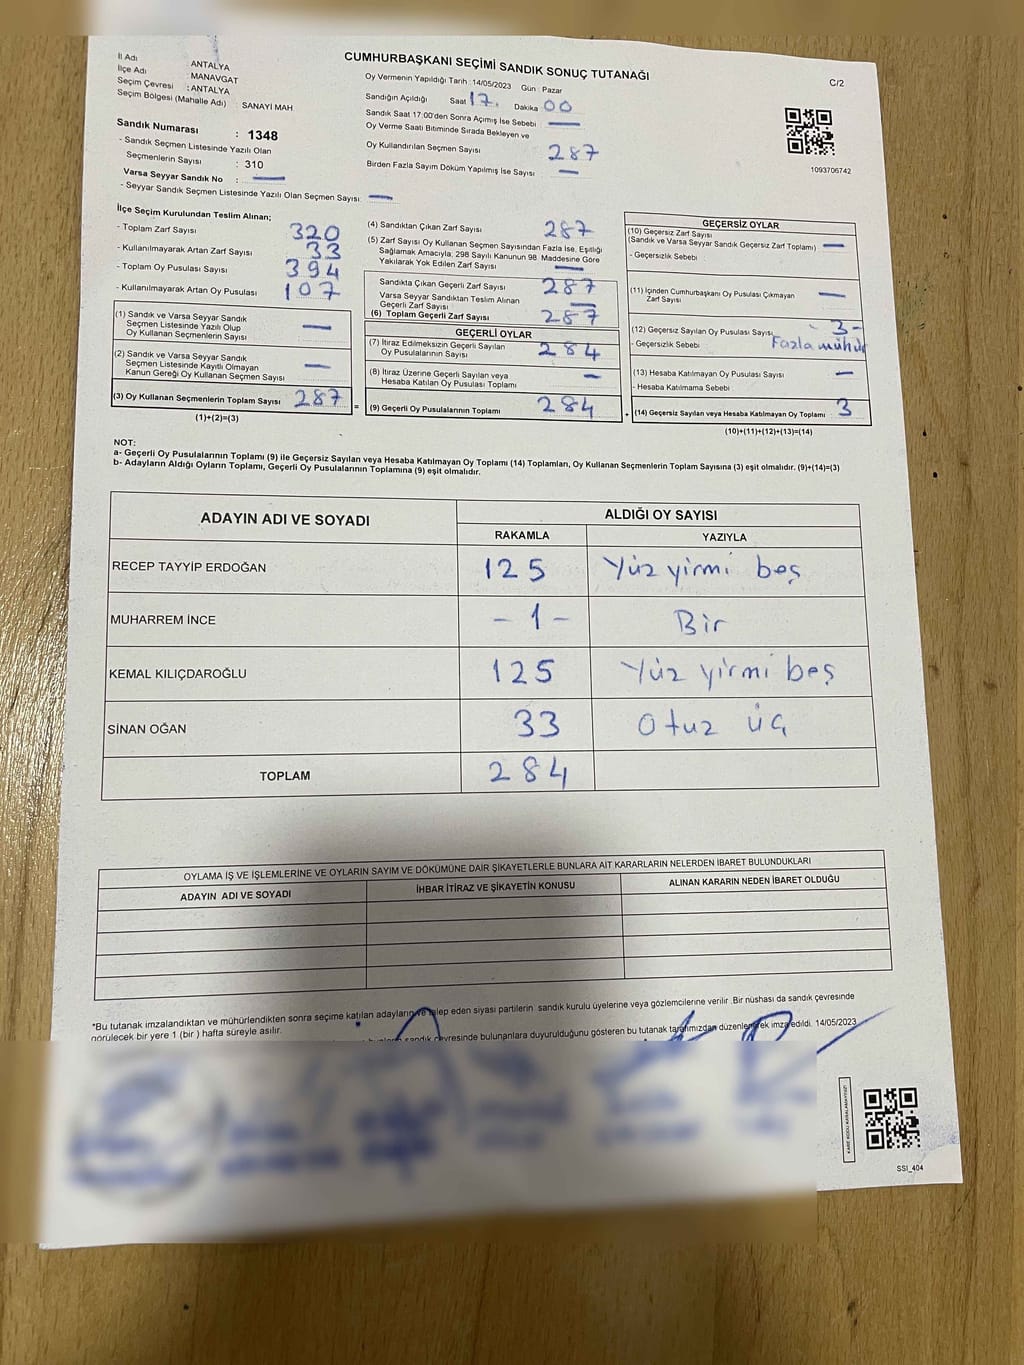 CUMHURBAŞKANI SEÇİMİ SANDIK SONUÇ TUTANAĞI
C/2
İl Adı ANTALYA
İlçe Adı MANAVGAT
Seçim Çevresi : ANTALYA
Seçim Bölgesi (Mahalle Adı) SANAYİ MAH
Sandık Numarası : 1348
- Sandık Seçmen Listesinde Yazılı Olan
Seçmenlerin Sayısı : 310
Varsa Seyyar Sandık No : —
- Seyyar Sandık Seçmen Listesinde Yazılı Olan Seçmen Sayısı: —
Oy Vermenin Yapıldığı Tarih :14/05/2023 Gün : Pazar
Sandığın Açıldığı Saat 17. Dakika 00
Sandık Saat 17:00'den Sonra Açımış İse Sebebi —
Oy Verme Saati Bitiminde Sırada Bekleyen ve
Oy Kullandırılan Seçmen Sayısı 287
Birden Fazla Sayım Döküm Yapılmış İse Sayısı —
1093706742
İlçe Seçim Kurulundan Teslim Alınan;
- Toplam Zarf Sayısı 320
- Kullanılmayarak Artan Zarf Sayısı 33
- Toplam Oy Pusulası Sayısı 394
- Kullanılmayarak Artan Oy Pusulası 107
(1) Sandık ve Varsa Seyyar Sandık
Seçmen Listesinde Yazılı Olup
Oy Kullanan Seçmenlerin Sayısı —
(2) Sandık ve Varsa Seyyar Sandık
Seçmen Listesinde Kayıtlı Olmayan
Kanun Gereği Oy Kullanan Seçmen Sayısı —
(3) Oy Kullanan Seçmenlerin Toplam Sayısı 287 =
(1)+(2)=(3)
(4) Sandıktan Çıkan Zarf Sayısı 287
(5) Zarf Sayısı Oy Kullanan Seçmen Sayısından Fazla İse, Eşitliği
Sağlamak Amacıyla; 298 Sayılı Kanunun 98. Maddesine Göre
Yakılarak Yok Edilen Zarf Sayısı —
Sandıkta Çıkan Geçerli Zarf Sayısı 287
Varsa Seyyar Sandıktan Teslim Alınan
Geçerli Zarf Sayısı —
(6) Toplam Geçerli Zarf Sayısı 287
GEÇERLİ OYLAR
(7) İtiraz Edilmeksizin Geçerli Sayılan
Oy Pusulalarının Sayısı 284
(8) İtiraz Üzerine Geçerli Sayılan veya
Hesaba Katılan Oy Pusulası Toplamı —
(9) Geçerli Oy Pusulalarının Toplamı 284 +
GEÇERSİZ OYLAR
(10) Geçersiz Zarf Sayısı
(Sandık ve Varsa Seyyar Sandık Geçersiz Zarf Toplamı) —
- Geçersizlik Sebebi
(11) İçinden Cumhurbaşkanı Oy Pusulası Çıkmayan
Zarf Sayısı —
(12) Geçersiz Sayılan Oy Pusulası Sayısı - 3 -
- Geçersizlik Sebebi Fazla mühür
(13) Hesaba Katılmayan Oy Pusulası Sayısı —
- Hesaba Katılmama Sebebi
(14) Geçersiz Sayılan veya Hesaba Katılmayan Oy Toplamı 3
(10)+(11)+(12)+(13)=(14)
NOT:
a- Geçerli Oy Pusulalarının Toplamı (9) ile Geçersiz Sayılan veya Hesaba Katılmayan Oy Toplamı (14) Toplamları, Oy Kullanan Seçmenlerin Toplam Sayısına (3) eşit olmalıdır. (9)+(14)=(3)
b- Adayların Aldığı Oyların Toplamı, Geçerli Oy Pusulalarının Toplamına (9) eşit olmalıdır.
ADAYIN ADI VE SOYADI ALDIĞI OY SAYISI
RAKAMLA YAZIYLA
RECEP TAYYİP ERDOĞAN 125 Yüz yirmi beş
MUHARREM İNCE - 1 - Bir
KEMAL KILIÇDAROĞLU 125 Yüz yirmi beş
SİNAN OĞAN 33 Otuz üç
TOPLAM 284
OYLAMA İŞ VE İŞLEMLERİNE VE OYLARIN SAYIM VE DÖKÜMÜNE DAİR ŞİKAYETLERLE BUNLARA AİT KARARLARIN NELERDEN İBARET BULUNDUKLARI
ADAYIN ADI VE SOYADI İHBAR İTİRAZ VE ŞİKAYETİN KONUSU ALINAN KARARIN NEDEN İBARET OLDUĞU
*Bu tutanak imzalandıktan ve mühürlendikten sonra seçime katılan adayların ve talep eden siyasi partilerin sandık kurulu üyelerine veya gözlemcilerine verilir .Bir nüshası da sandık çevresinde
görülecek bir yere 1 (bir ) hafta süreyle asılır.
sandık çevresinde bulunanlara duyurulduğunu gösteren bu tutanak tarafımızdan düzenlenerek imza edildi. 14/05/2023
KARE KODU KARALAMAYINIZ!
SSI_404